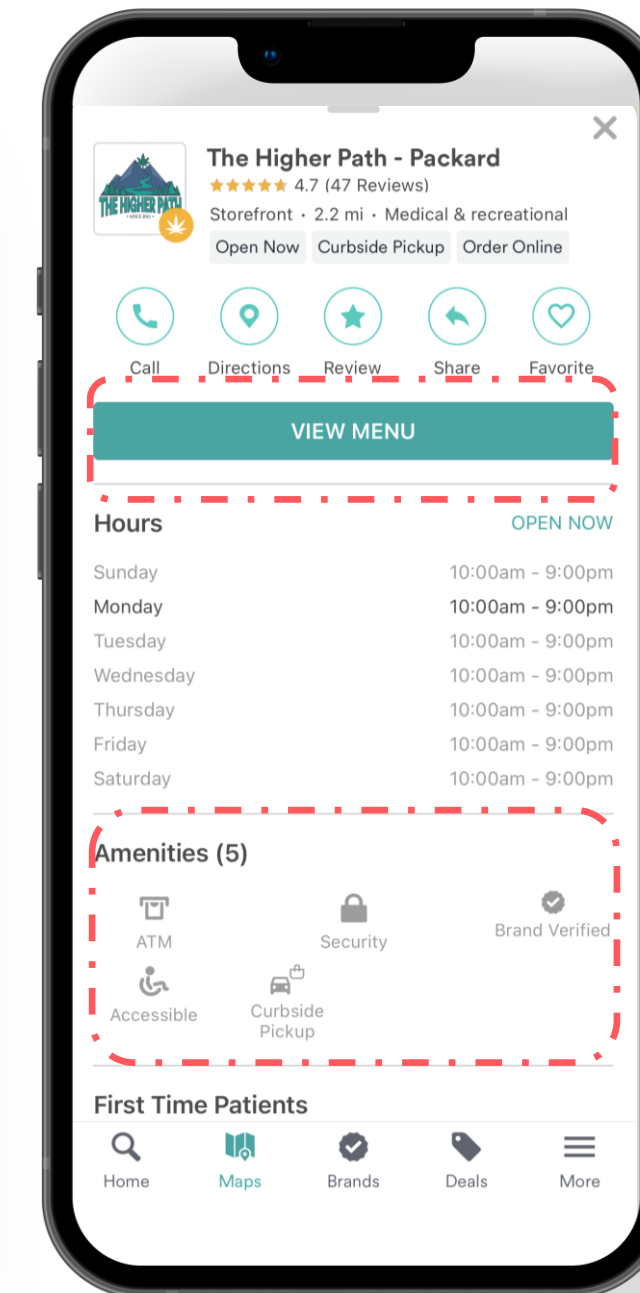 THE HIGHER PATH
The Higher Path - Packard
4.7 (47 Reviews)
Storefront · 2.2 mi · Medical & recreational
Open Now Curbside Pickup Order Online
Call Directions Review Share Favorite
VIEW MENU
Hours OPEN NOW
Sunday 10:00am - 9:00pm
Monday 10:00am - 9:00pm
Tuesday 10:00am - 9:00pm
Wednesday 10:00am - 9:00pm
Thursday 10:00am - 9:00pm
Friday 10:00am - 9:00pm
Saturday 10:00am - 9:00pm
Amenities (5)
ATM Security Brand Verified
Accessible Curbside
Pickup
First Time Patients
Home Maps Brands Deals More